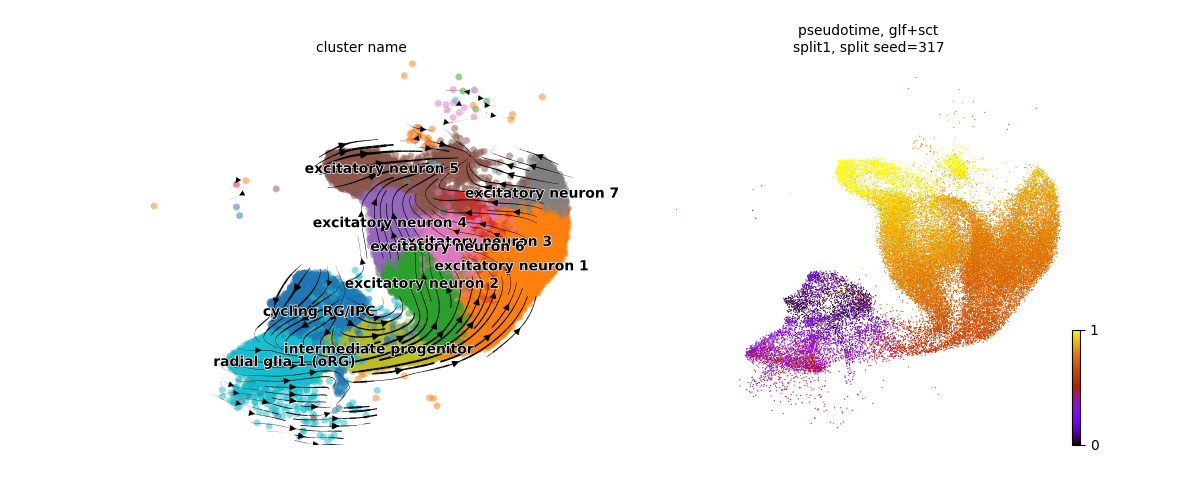 cluster name
pseudotime, glf+sct
split1, split seed=317
excitatory neuron 5
excitatory neuron 7
excitatory neuron 4
excitatory neuron 3
excitatory neuron 6
excitatory neuron 1
excitatory neuron 2
cycling RG/IPC
intermediate progenitor
radial glia 1 (oRG)
1
0